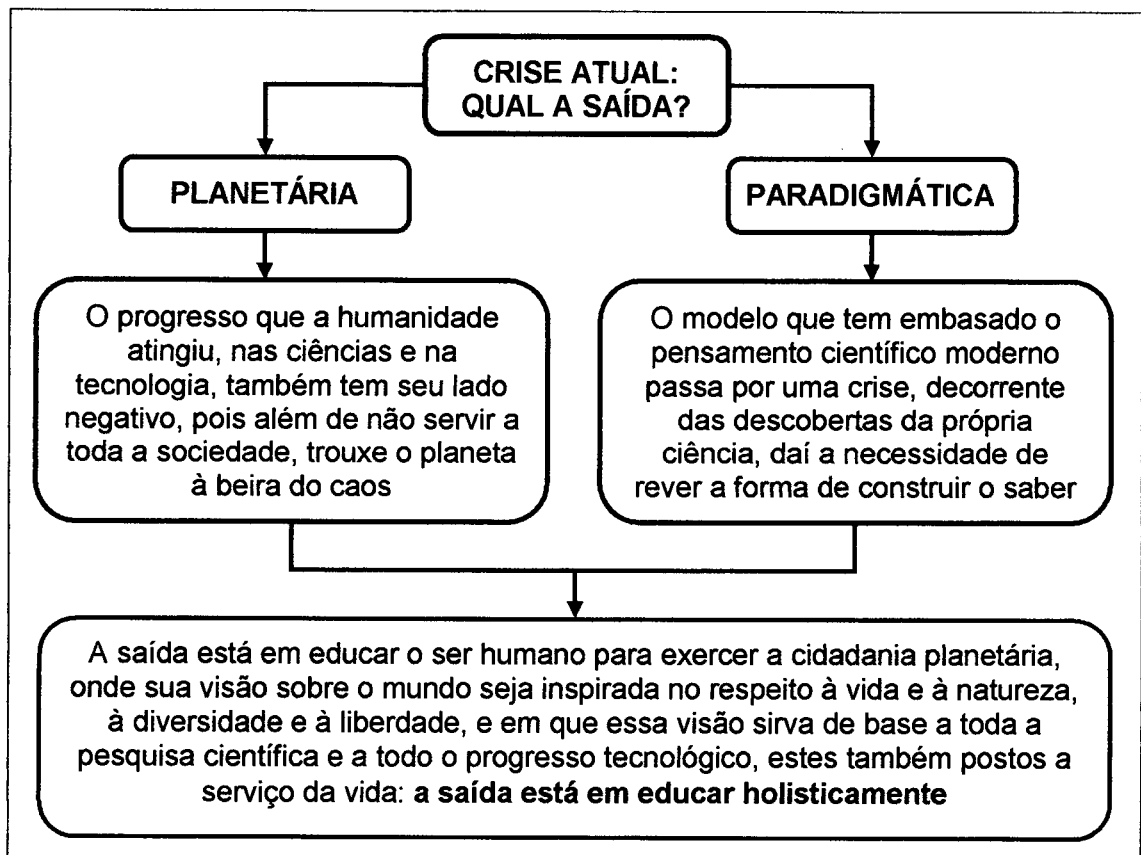 CRISE ATUAL:
QUAL A SAÍDA?
PLANETÁRIA
PARADIGMÁTICA
O progresso que a humanidade
atingiu, nas ciências e na
tecnologia, também tem seu lado
negativo, pois além de não servir a
toda a sociedade, trouxe o planeta
à beira do caos
O modelo que tem embasado o
pensamento científico moderno
passa por uma crise, decorrente
das descobertas da própria
ciência, daí a necessidade de
rever a forma de construir o saber
A saída está em educar o ser humano para exercer a cidadania planetária,
onde sua visão sobre o mundo seja inspirada no respeito à vida e à natureza,
à diversidade e à liberdade, e em que essa visão sirva de base a toda a
pesquisa científica e a todo o progresso tecnológico, estes também postos a
serviço da vida: a saída está em educar holisticamente